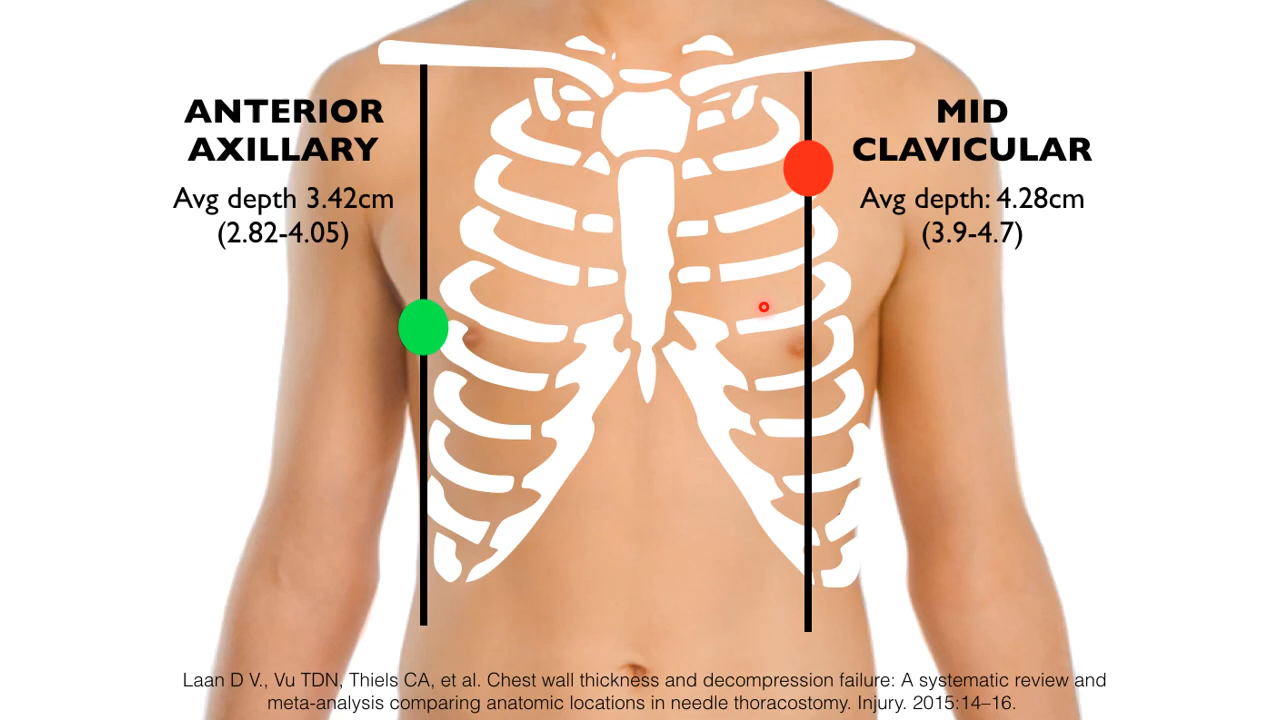 ANTERIOR
AXILLARY
Avg depth 3.42cm
(2.82-4.05)
MID
CLAVICULAR
Avg depth: 4.28cm
(3.9-4.7)
Laan D V., Vu TDN, Thiels CA, et al. Chest wall thickness and decompression failure: A systematic review and
meta-analysis comparing anatomic locations in needle thoracostomy. Injury. 2015:14–16.